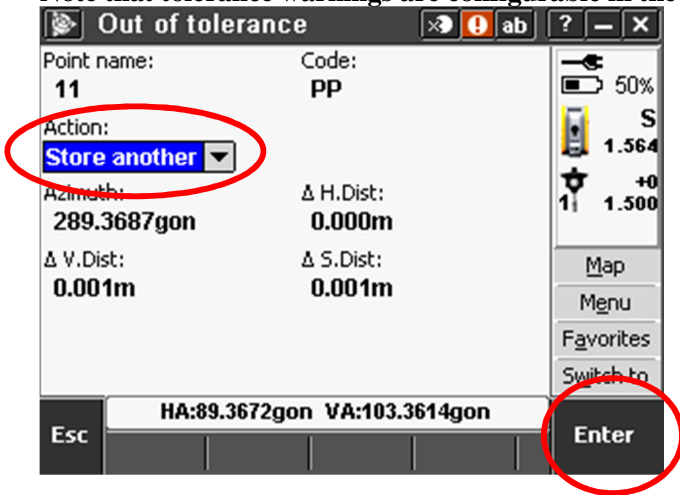 Note that tolerance warnings are configurable in the
Out of tolerance
ab
?
Point name:
Code:
11
PP
50%
Action:
S
Store another
1.564
Azimuth:
Δ H.Dist:
+0
289.3687gon
0.000m
1
1.500
Δ V.Dist:
Δ S.Dist:
Map
0.001m
0.001m
Menu
Favorites
Switch to
HA:89.3672gon VA:103.3614gon
Esc
Enter